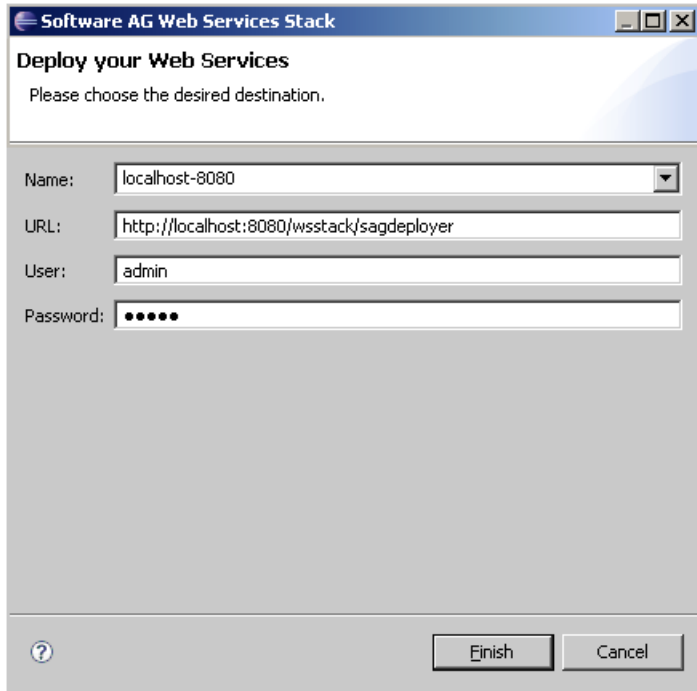 Software AG Web Services Stack
Deploy your Web Services
Please choose the desired destination.
Name: localhost-8080
URL: http://localhost:8080/wsstack/sagdeployer
User: admin
Password: ●●●●●
? Finish Cancel